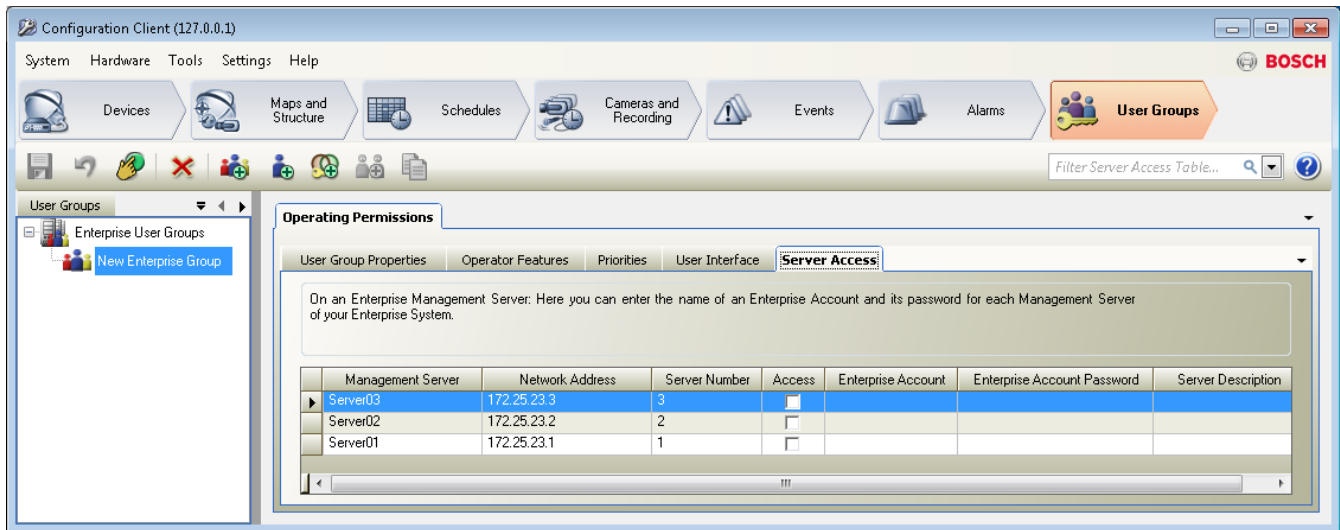 Configuration Client (127.0.0.1)
System Hardware Tools Settings Help
BOSCH
Devices
Maps and
Structure
Schedules
Cameras and
Recording
Events
Alarms
User Groups
Filter Server Access Table...
User Groups
Enterprise User Groups
New Enterprise Group
Operating Permissions
User Group Properties Operator Features Priorities User Interface Server Access
On an Enterprise Management Server: Here you can enter the name of an Enterprise Account and its password for each Management Server
of your Enterprise System.
Management Server Network Address Server Number Access Enterprise Account Enterprise Account Password Server Description
Server03 172.25.23.3 3
Server02 172.25.23.2 2
Server01 172.25.23.1 1